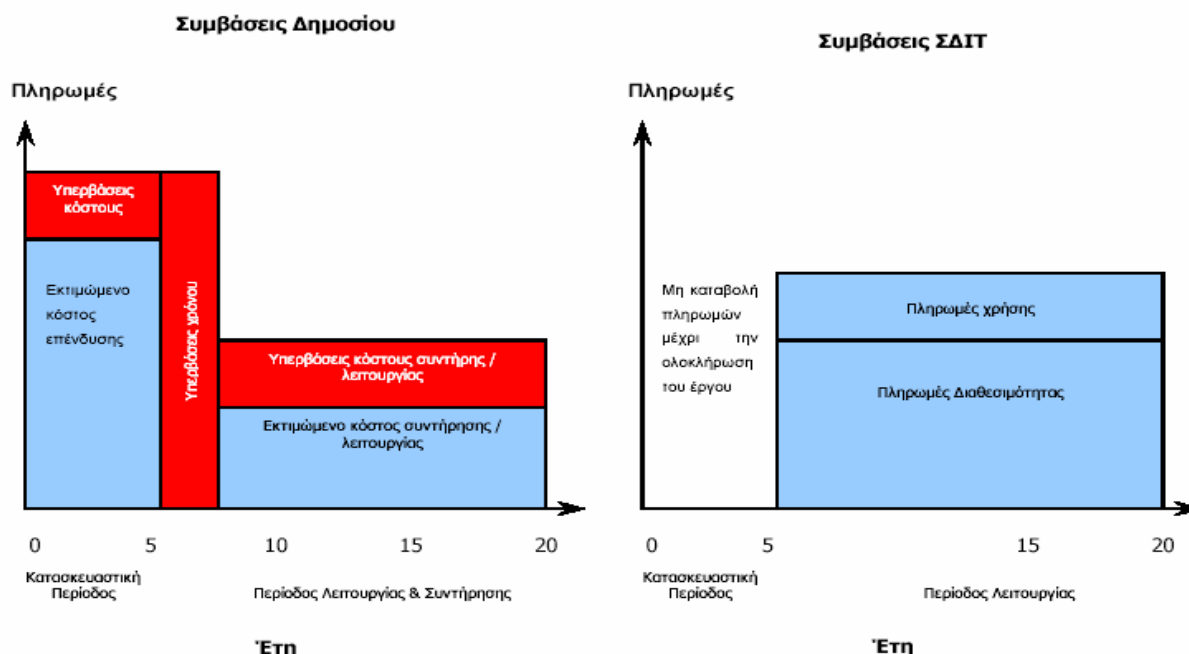 Συμβάσεις Δημοσίου
Πληρωμές
Υπερβάσεις
κόστους
Εκτιμώμενο
κόστος
επένδυσης
Υπερβάσεις χρόνου
Υπερβάσεις κόστους συντήρης /
λειτουργίας
Εκτιμώμενο κόστος συντήρησης /
λειτουργίας
0 5 10 15 20
Κατασκευαστική
Περίοδος
Περίοδος Λειτουργίας & Συντήρησης
Έτη
Συμβάσεις ΣΔΙΤ
Πληρωμές
Μη καταβολή
πληρωμών
μέχρι την
ολοκλήρωση
του έργου
Πληρωμές χρήσης
Πληρωμές Διαθεσιμότητας
0 5 15 20
Κατασκευαστική
Περίοδος
Περίοδος Λειτουργίας
Έτη